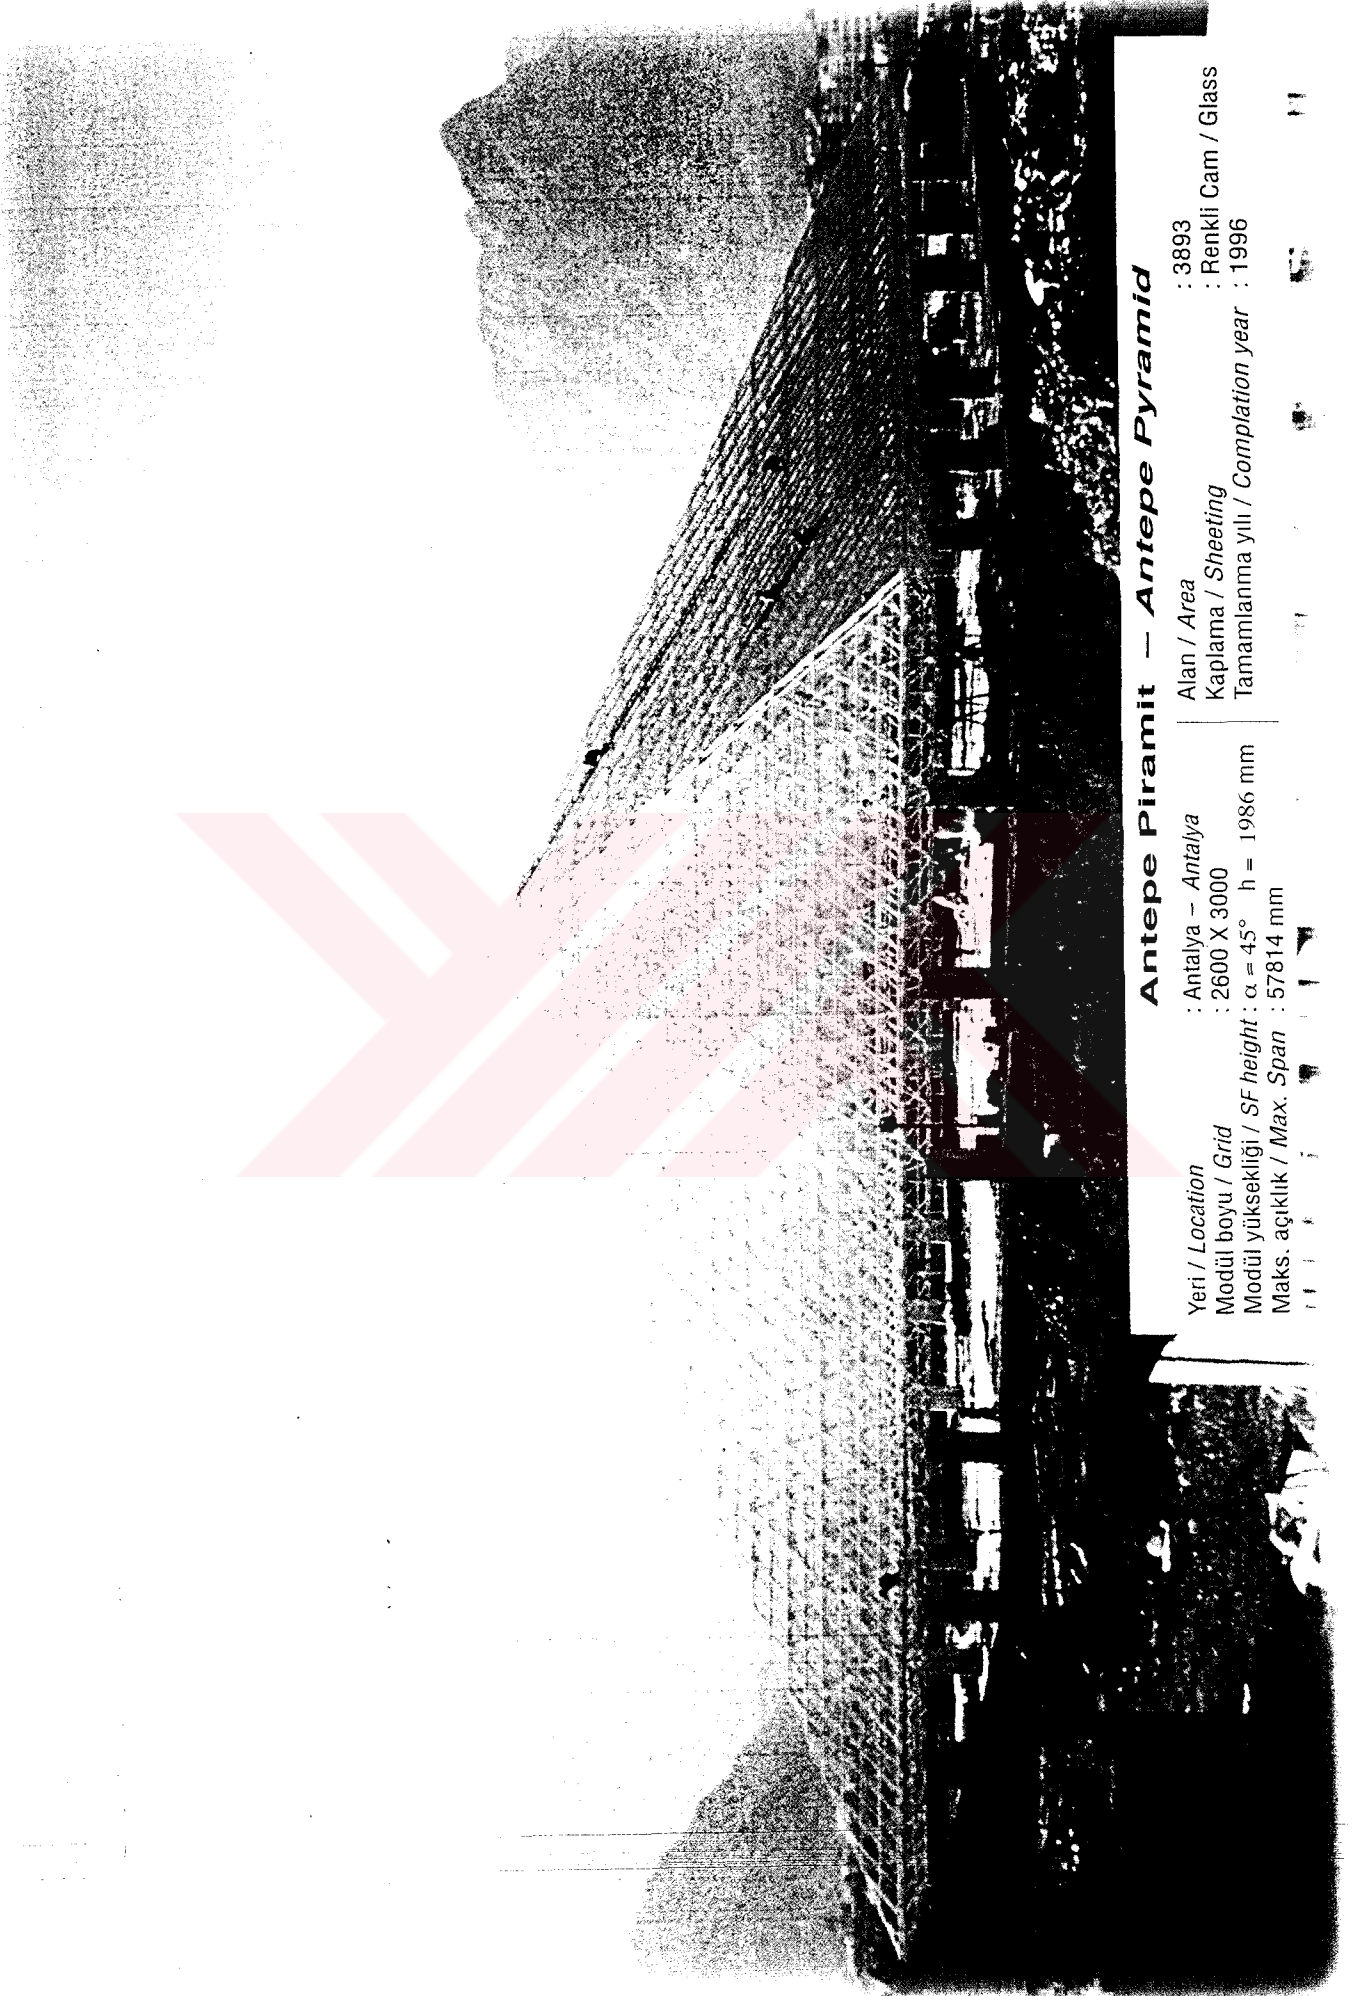 Antepe Piramit – Antepe Pyramid
Yeri / Location : Antalya – Antalya
Modül boyu / Grid : 2600 X 3000
Modül yüksekliği / SF height : α = 45° h = 1986 mm
Maks. açıklık / Max. Span : 57814 mm
Alan / Area : 3893
Kaplama / Sheeting : Renkli Cam / Glass
Tamamlanma yılı / Complation year : 1996